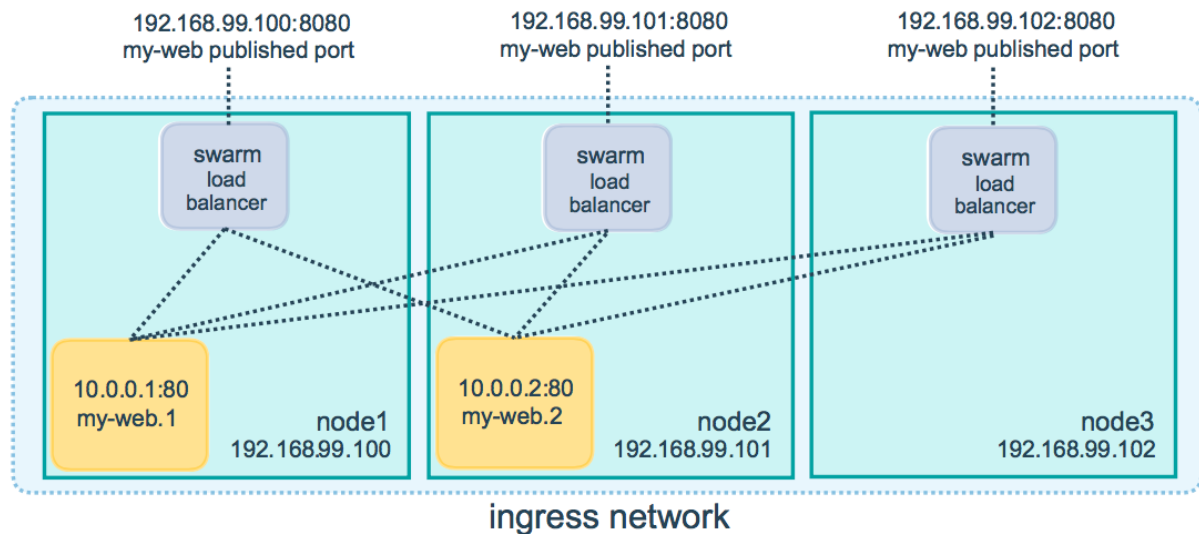 192.168.99.100:8080
my-web published port
192.168.99.101:8080
my-web published port
192.168.99.102:8080
my-web published port
swarm
load
balancer
swarm
load
balancer
swarm
load
balancer
10.0.0.1:80
my-web.1
node1
192.168.99.100
10.0.0.2:80
my-web.2
node2
192.168.99.101
node3
192.168.99.102
ingress network